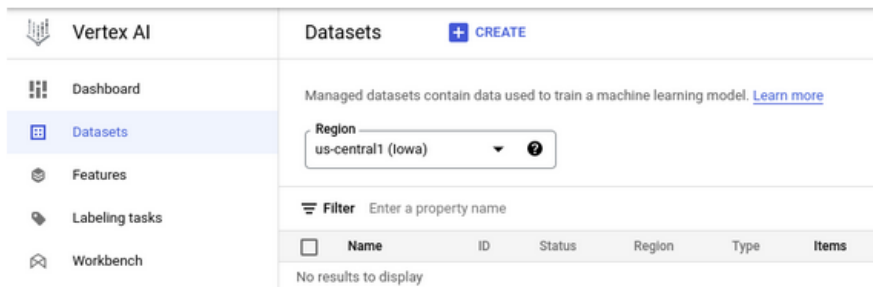 Vertex AI
Datasets
CREATE
Dashboard
Datasets
Features
Labeling tasks
Workbench
Managed datasets contain data used to train a machine learning model. Learn more
Region
us-central1 (Iowa)
Filter Enter a property name
Name ID Status Region Type Items
No results to display